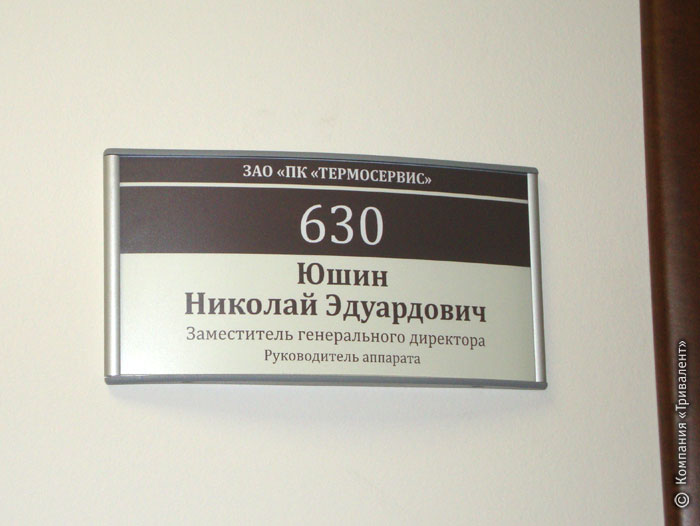 ЗАО «ПК «ТЕРМОСЕРВИС»
630
Юшин
Николай Эдуардович
Заместитель генерального директора
Руководитель аппарата
© Компания «Тривалент»